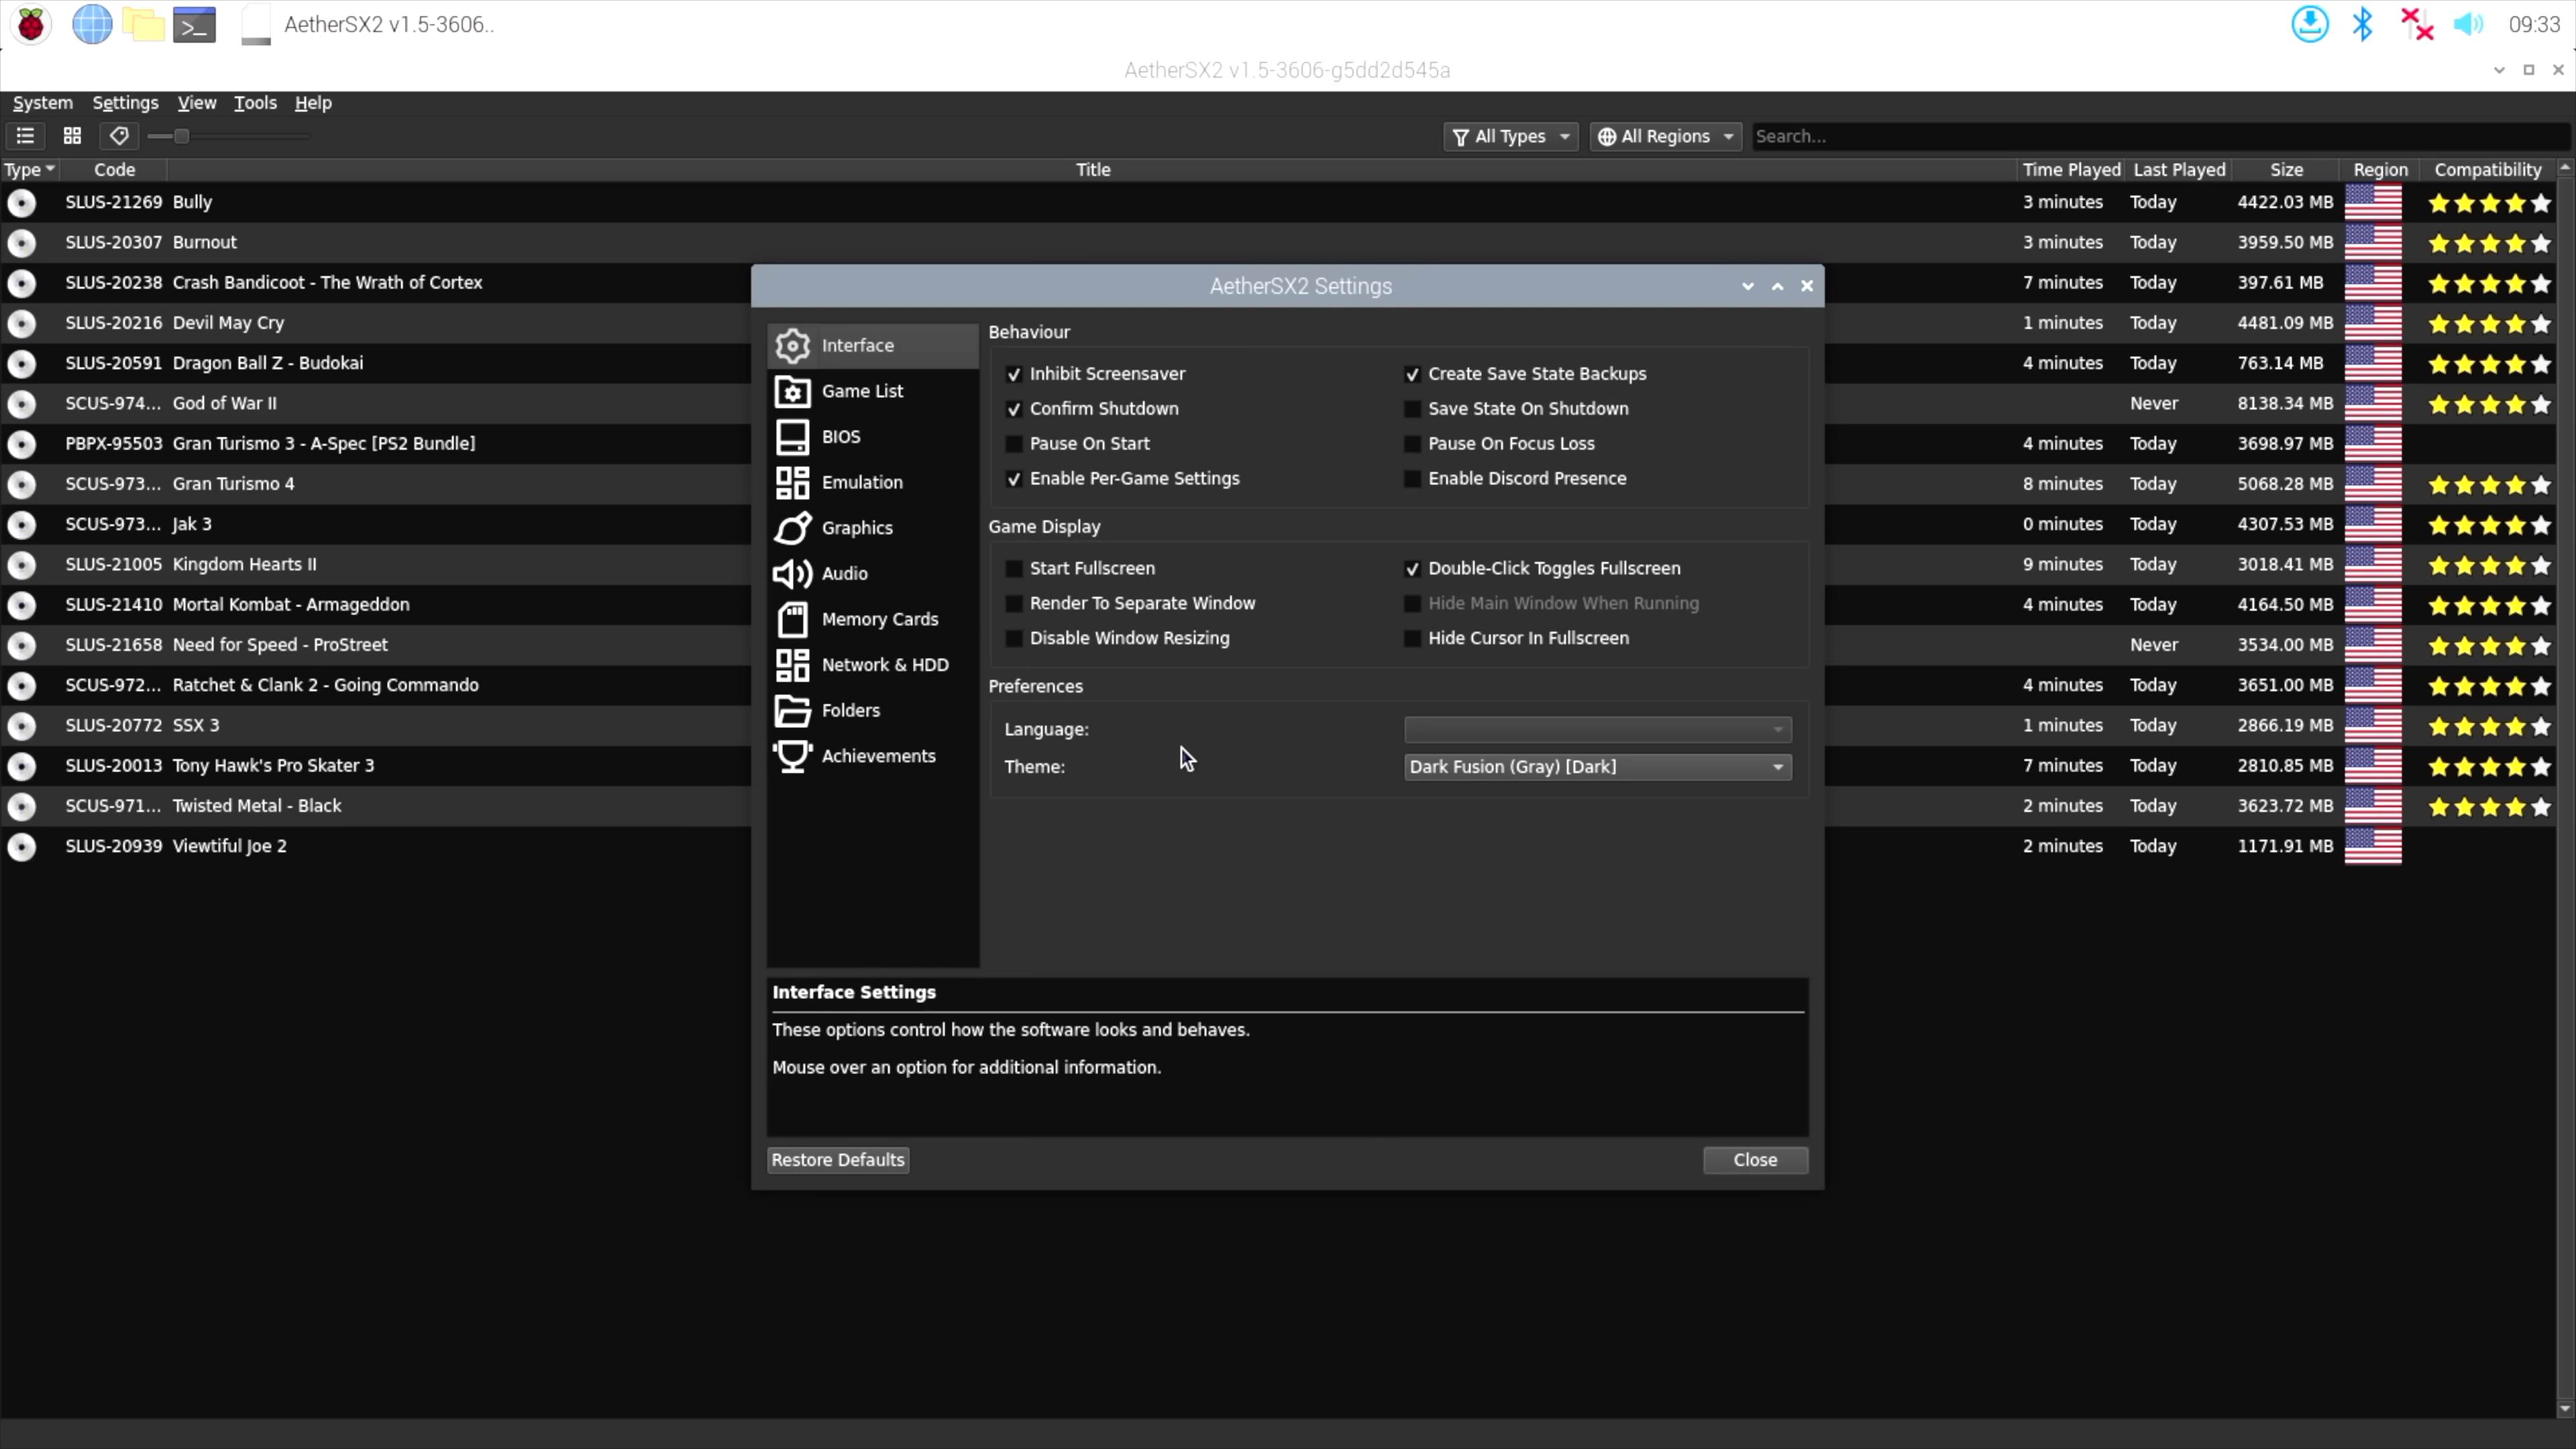 AetherSX2 v1.5-3606..
09:33
AetherSX2 v1.5-3606-g5dd2d545a
System Settings View Tools Help
All Types All Regions Search...
Type Code Title Time Played Last Played Size Region Compatibility
SLUS-21269 Bully 3 minutes Today 4422.03 MB
SLUS-20307 Burnout 3 minutes Today 3959.50 MB
SLUS-20238 Crash Bandicoot - The Wrath of Cortex 7 minutes Today 397.61 MB
SLUS-20216 Devil May Cry 1 minutes Today 4481.09 MB
SLUS-20591 Dragon Ball Z - Budokai 4 minutes Today 763.14 MB
SCUS-974... God of War II Never 8138.34 MB
PBPX-95503 Gran Turismo 3 - A-Spec [PS2 Bundle] 4 minutes Today 3698.97 MB
SCUS-973... Gran Turismo 4 8 minutes Today 5068.28 MB
SCUS-973... Jak 3 0 minutes Today 4307.53 MB
SLUS-21005 Kingdom Hearts II 9 minutes Today 3018.41 MB
SLUS-21410 Mortal Kombat - Armageddon 4 minutes Today 4164.50 MB
SLUS-21658 Need for Speed - ProStreet Never 3534.00 MB
SCUS-972... Ratchet & Clank 2 - Going Commando 4 minutes Today 3651.00 MB
SLUS-20772 SSX 3 1 minutes Today 2866.19 MB
SLUS-20013 Tony Hawk's Pro Skater 3 7 minutes Today 2810.85 MB
SCUS-971... Twisted Metal - Black 2 minutes Today 3623.72 MB
SLUS-20939 Viewtiful Joe 2 2 minutes Today 1171.91 MB
AetherSX2 Settings
Interface
Game List
BIOS
Emulation
Graphics
Audio
Memory Cards
Network & HDD
Folders
Achievements
Behaviour
Inhibit Screensaver Create Save State Backups
Confirm Shutdown Save State On Shutdown
Pause On Start Pause On Focus Loss
Enable Per-Game Settings Enable Discord Presence
Game Display
Start Fullscreen Double-Click Toggles Fullscreen
Render To Separate Window Hide Main Window When Running
Disable Window Resizing Hide Cursor In Fullscreen
Preferences
Language:
Theme: Dark Fusion (Gray) [Dark]
Interface Settings
These options control how the software looks and behaves.
Mouse over an option for additional information.
Restore Defaults Close